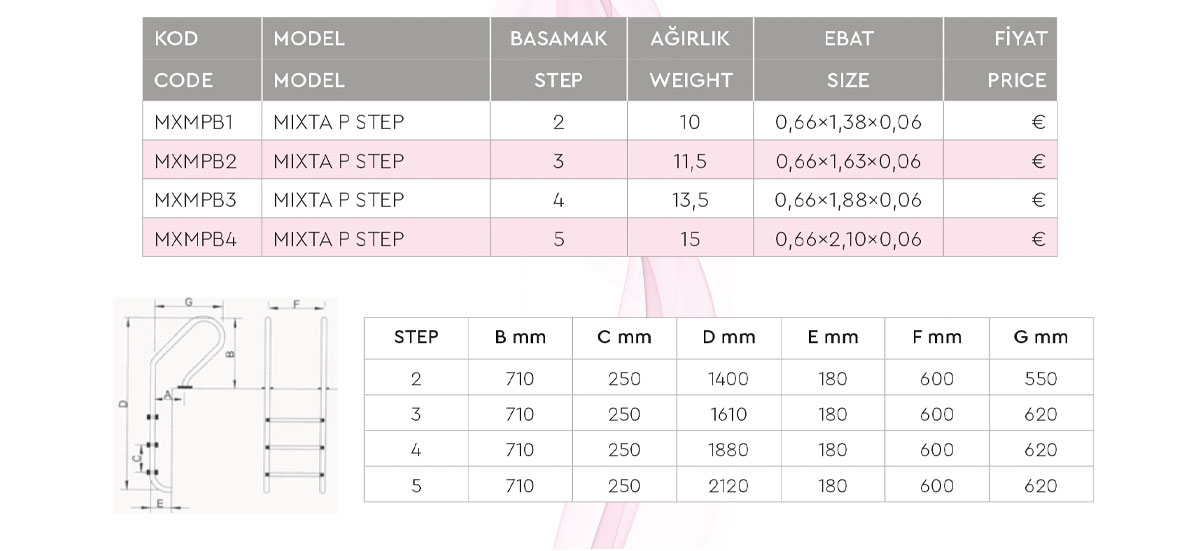 KOD MODEL BASAMAK AĞIRLIK EBAT FİYAT
CODE MODEL STEP WEIGHT SIZE PRICE
MXMPB1 MIXTA P STEP 2 10 0,66×1,38×0,06 €
MXMPB2 MIXTA P STEP 3 11,5 0,66×1,63×0,06 €
MXMPB3 MIXTA P STEP 4 13,5 0,66×1,88×0,06 €
MXMPB4 MIXTA P STEP 5 15 0,66×2,10×0,06 €
G F
B
A
D
C
E
STEP B mm C mm D mm E mm F mm G mm
2 710 250 1400 180 600 550
3 710 250 1610 180 600 620
4 710 250 1880 180 600 620
5 710 250 2120 180 600 620